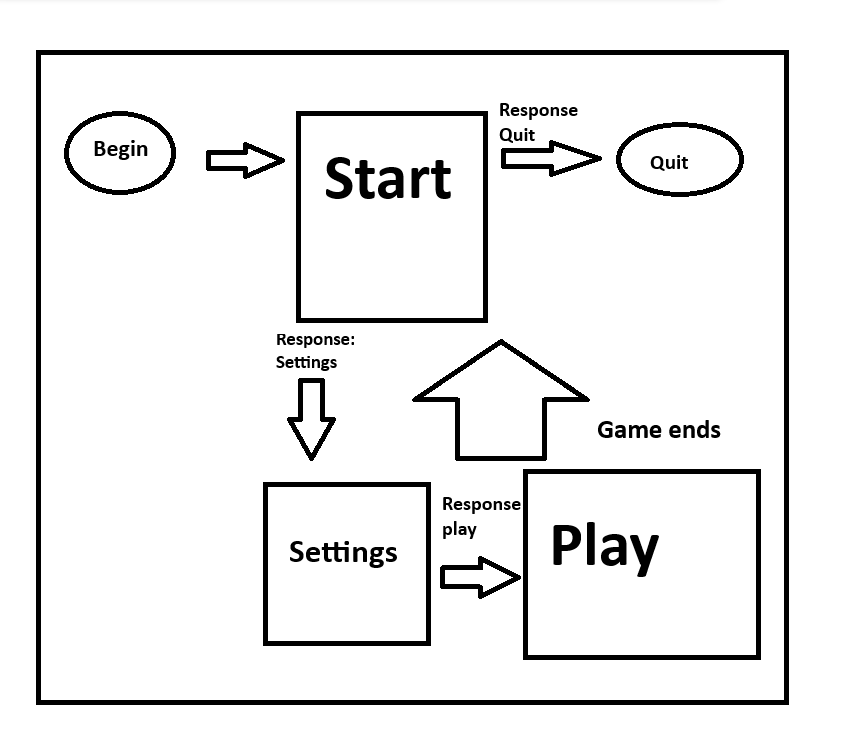 Begin
Start
Response
Quit
Quit
Response:
Settings
Game ends
Settings
Response
play
Play